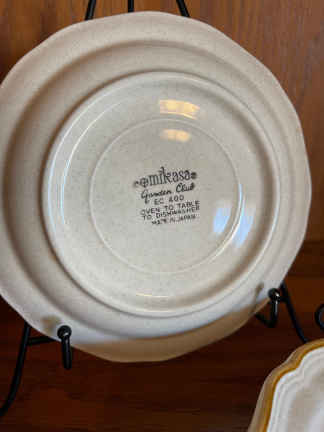 mikasa
Garden Club
EC 400
OVEN TO TABLE
TO DISHWASHER
MADE IN JAPAN